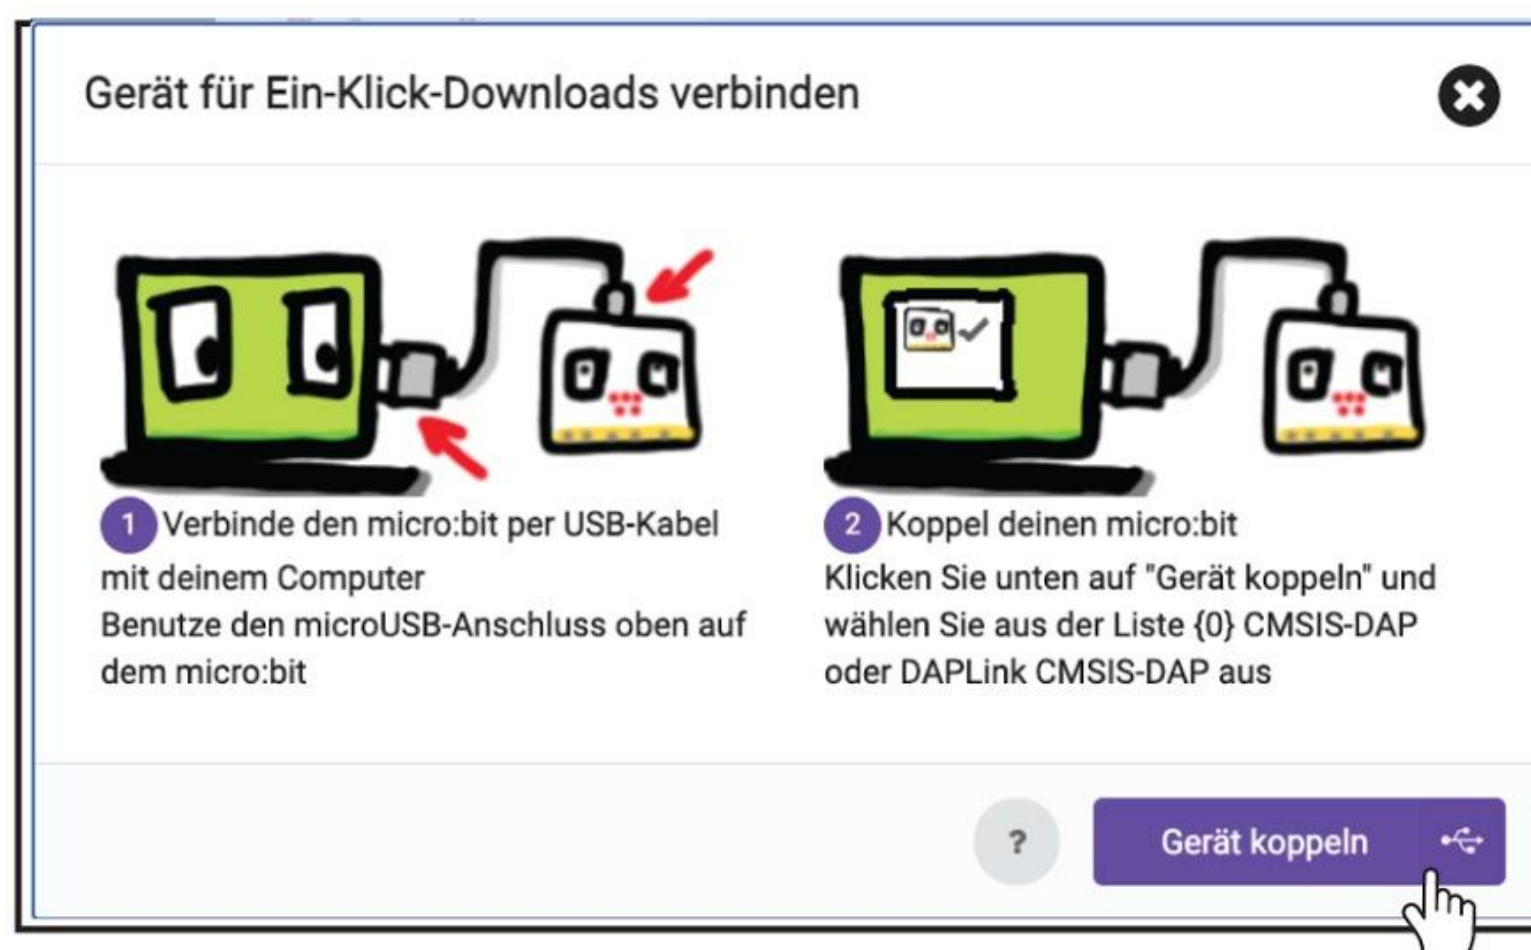 Gerät für Ein-Klick-Downloads verbinden
1 Verbinde den micro:bit per USB-Kabel
mit deinem Computer
Benutze den microUSB-Anschluss oben auf
dem micro:bit
2 Koppel deinen micro:bit
Klicken Sie unten auf "Gerät koppeln" und
wählen Sie aus der Liste {0} CMSIS-DAP
oder DAPLink CMSIS-DAP aus
?
Gerät koppeln